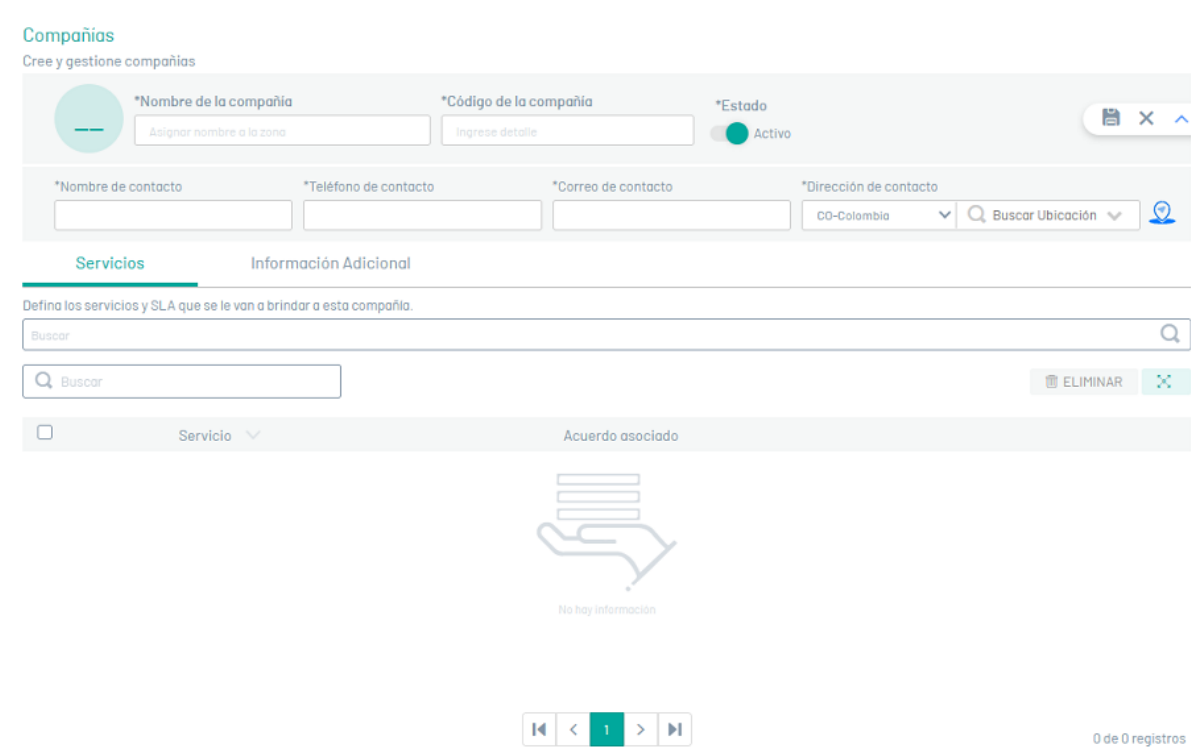 Compañías
Cree y gestione compañías
*Nombre de la compañía *Código de la compañía *Estado
Asignar nombre a la zona Ingrese detalle Activo
*Nombre de contacto *Teléfono de contacto *Correo de contacto *Dirección de contacto
CO-Colombia Buscar Ubicación
Servicios Información Adicional
Defina los servicios y SLA que se le van a brindar a esta compañía.
Buscar
Buscar ELIMINAR
Servicio Acuerdo asociado
No hay información
1
0 de 0 registros